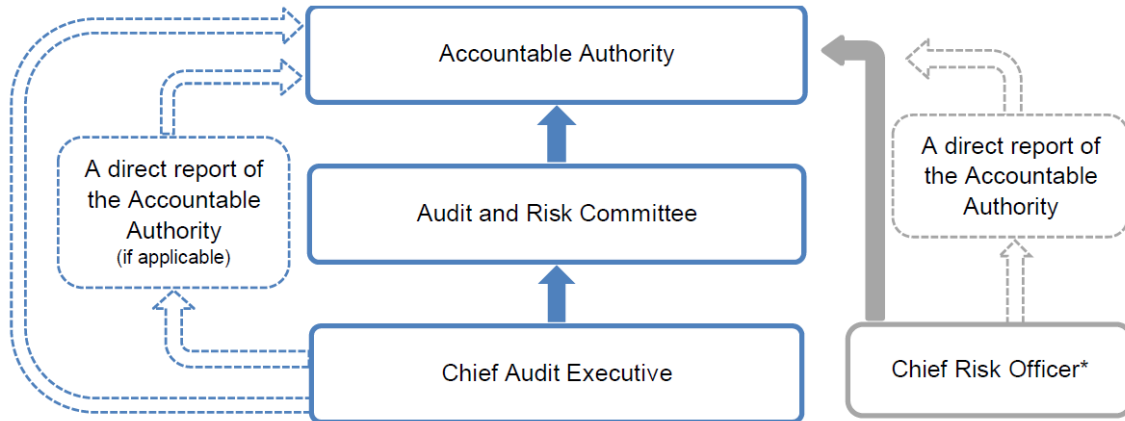 Accountable Authority
A direct report of
the Accountable
Authority
(if applicable)
Audit and Risk Committee
A direct report of
the Accountable
Authority
Chief Audit Executive
Chief Risk Officer*